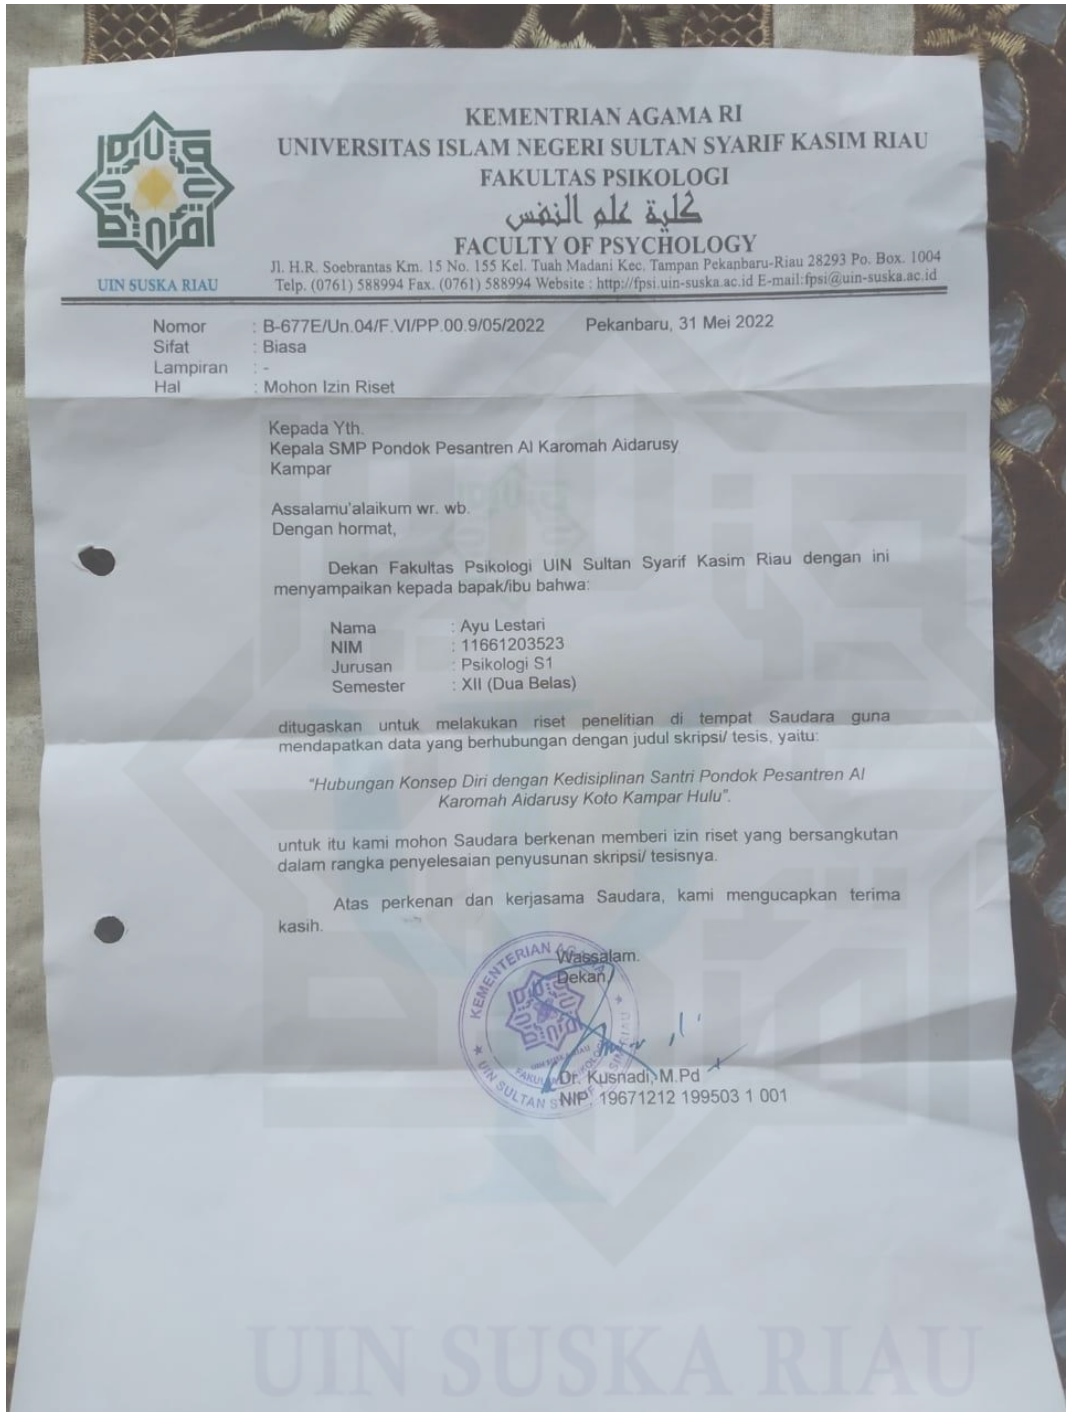 KEMENTRIAN AGAMA RI
UNIVERSITAS ISLAM NEGERI SULTAN SYARIF KASIM RIAU
FAKULTAS PSIKOLOGI
كلية علم النفس
FACULTY OF PSYCHOLOGY
Jl. H.R. Soebrantas Km. 15 No. 155 Kel. Tuah Madani Kec. Tampan Pekanbaru-Riau 28293 Po. Box. 1004
Telp. (0761) 588994 Fax. (0761) 588994 Website : http://fpsi.uin-suska.ac.id E-mail:fpsi@uin-suska.ac.id
UIN SUSKA RIAU
Nomor : B-677E/Un.04/F.VI/PP.00.9/05/2022 Pekanbaru, 31 Mei 2022
Sifat : Biasa
Lampiran : -
Hal : Mohon Izin Riset
Kepada Yth.
Kepala SMP Pondok Pesantren Al Karomah Aidarusy
Kampar
Assalamu'alaikum wr. wb.
Dengan hormat,
Dekan Fakultas Psikologi UIN Sultan Syarif Kasim Riau dengan ini
menyampaikan kepada bapak/ibu bahwa:
Nama : Ayu Lestari
NIM : 11661203523
Jurusan : Psikologi S1
Semester : XII (Dua Belas)
ditugaskan untuk melakukan riset penelitian di tempat Saudara guna
mendapatkan data yang berhubungan dengan judul skripsi/ tesis, yaitu:
"Hubungan Konsep Diri dengan Kedisiplinan Santri Pondok Pesantren Al
Karomah Aidarusy Koto Kampar Hulu".
untuk itu kami mohon Saudara berkenan memberi izin riset yang bersangkutan
dalam rangka penyelesaian penyusunan skripsi/ tesisnya.
Atas perkenan dan kerjasama Saudara, kami mengucapkan terima
kasih.
Wassalam.
Dekan,
KEMENTERIAN AGAMA
UIN SULTAN SYARIF KASIM RIAU
Dr. Kusnadi, M.Pd
NIP. 19671212 199503 1 001
UIN SUSKA RIAU